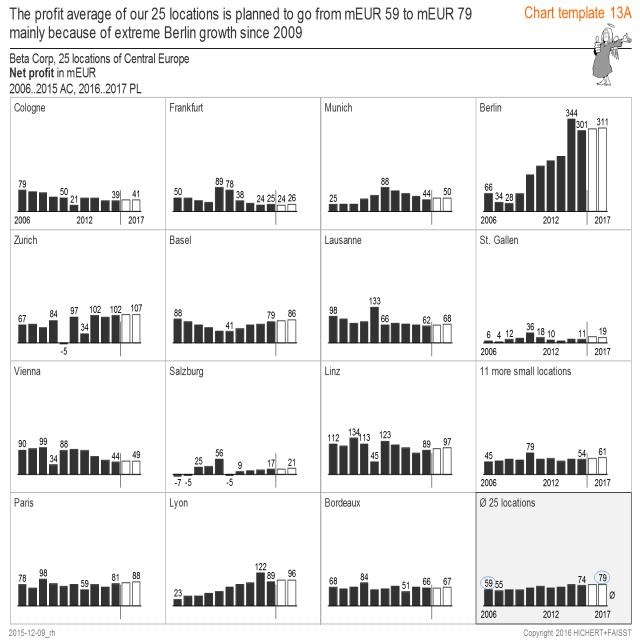 The profit average of our 25 locations is planned to go from mEUR 59 to mEUR 79
mainly because of extreme Berlin growth since 2009
Chart template 13A
Beta Corp, 25 locations of Central Europe
Net profit in mEUR
2006..2015 AC, 2016..2017 PL
Cologne
79 50 21 39 41
2006 2012 2017
Frankfurt
50 89 78 38 24 25 24 26
Munich
25 88 44 50
Berlin
66 34 28 344 301 311
2006 2012 2017
Zurich
67 84 -5 97 34 102 102 107
Basel
88 41 79 86
Lausanne
98 133 66 62 68
St. Gallen
6 4 12 36 18 10 11 19
2006 2012 2017
Vienna
90 99 34 88 44 49
Salzburg
-7 -5 25 56 -5 9 17 21
Linz
112 134 113 45 123 89 97
11 more small locations
45 79 54 61
2006 2012 2017
Paris
78 98 59 81 88
Lyon
23 122 89 96
Bordeaux
68 84 51 66 67
Ø 25 locations
59 55 74 79
Ø
2006 2012 2017
2015-12-09_rh
Copyright 2016 HICHERT+FAISST